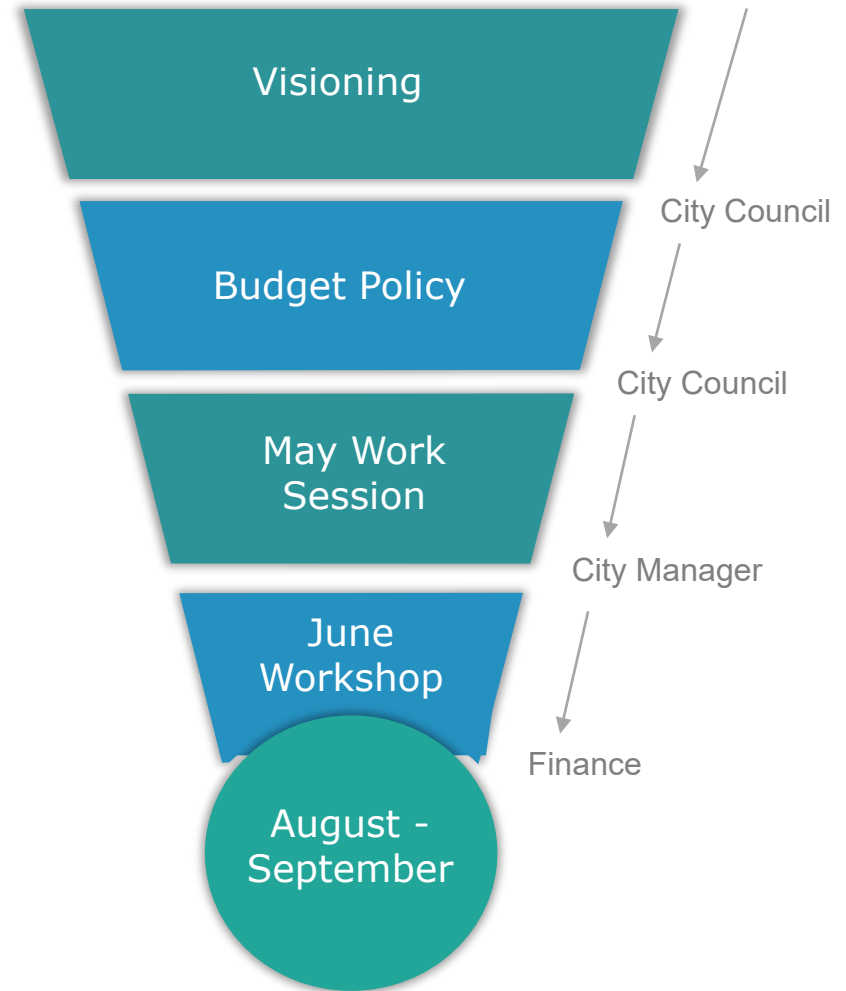 Visioning
City Council
Budget Policy
City Council
May Work
Session
City Manager
June
Workshop
Finance
August -
September